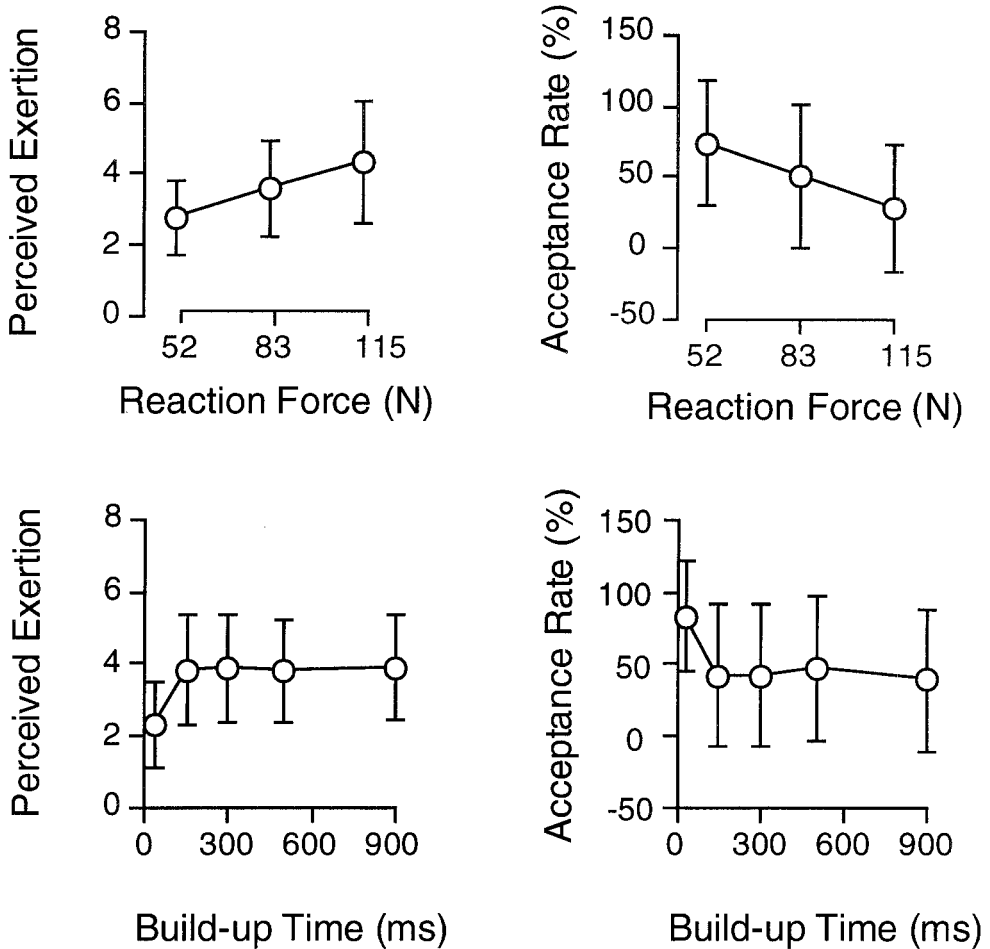 Perceived Exertion
8
6
4
2
0
52 83 115
Reaction Force (N)
Acceptance Rate (%)
150
100
50
0
-50
52 83 115
Reaction Force (N)
Perceived Exertion
8
6
4
2
0
0 300 600 900
Build-up Time (ms)
Acceptance Rate (%)
150
100
50
0
-50
0 300 600 900
Build-up Time (ms)